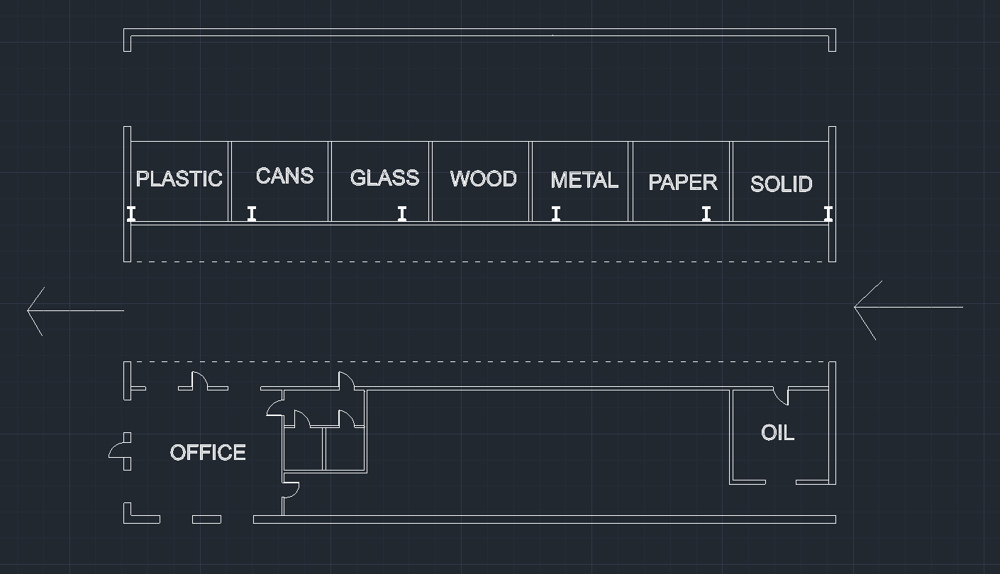 PLASTIC
CANS
GLASS
WOOD
METAL
PAPER
SOLID
OFFICE
OIL